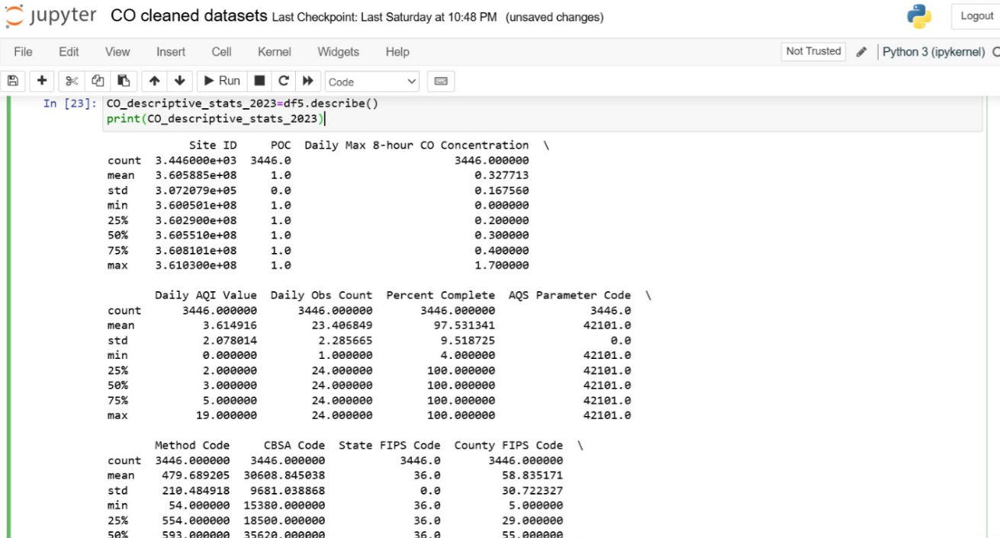 jupyter CO cleaned datasets Last Checkpoint: Last Saturday at 10:48 PM (unsaved changes) Logout
File Edit View Insert Cell Kernel Widgets Help Not Trusted Python 3 (ipykernel)
Run Code
In [23]: CO_descriptive_stats_2023=df5.describe()
print(CO_descriptive_stats_2023)
Site ID POC Daily Max 8-hour CO Concentration \
count 3.446000e+03 3446.0 3446.000000
mean 3.605885e+08 1.0 0.327713
std 3.072079e+05 0.0 0.167560
min 3.600501e+08 1.0 0.000000
25% 3.602900e+08 1.0 0.200000
50% 3.605510e+08 1.0 0.300000
75% 3.608101e+08 1.0 0.400000
max 3.610300e+08 1.0 1.700000
Daily AQI Value Daily Obs Count Percent Complete AQS Parameter Code \
count 3446.000000 3446.000000 3446.000000 3446.0
mean 3.614916 23.406849 97.531341 42101.0
std 2.078014 2.285665 9.518725 0.0
min 0.000000 1.000000 4.000000 42101.0
25% 2.000000 24.000000 100.000000 42101.0
50% 3.000000 24.000000 100.000000 42101.0
75% 5.000000 24.000000 100.000000 42101.0
max 19.000000 24.000000 100.000000 42101.0
Method Code CBSA Code State FIPS Code County FIPS Code \
count 3446.000000 3446.000000 3446.0 3446.000000
mean 479.689205 30608.845038 36.0 58.835171
std 210.484918 9681.038868 0.0 30.722327
min 54.000000 15380.000000 36.0 5.000000
25% 554.000000 18500.000000 36.0 29.000000
50% 593.000000 35620.000000 36.0 55.000000